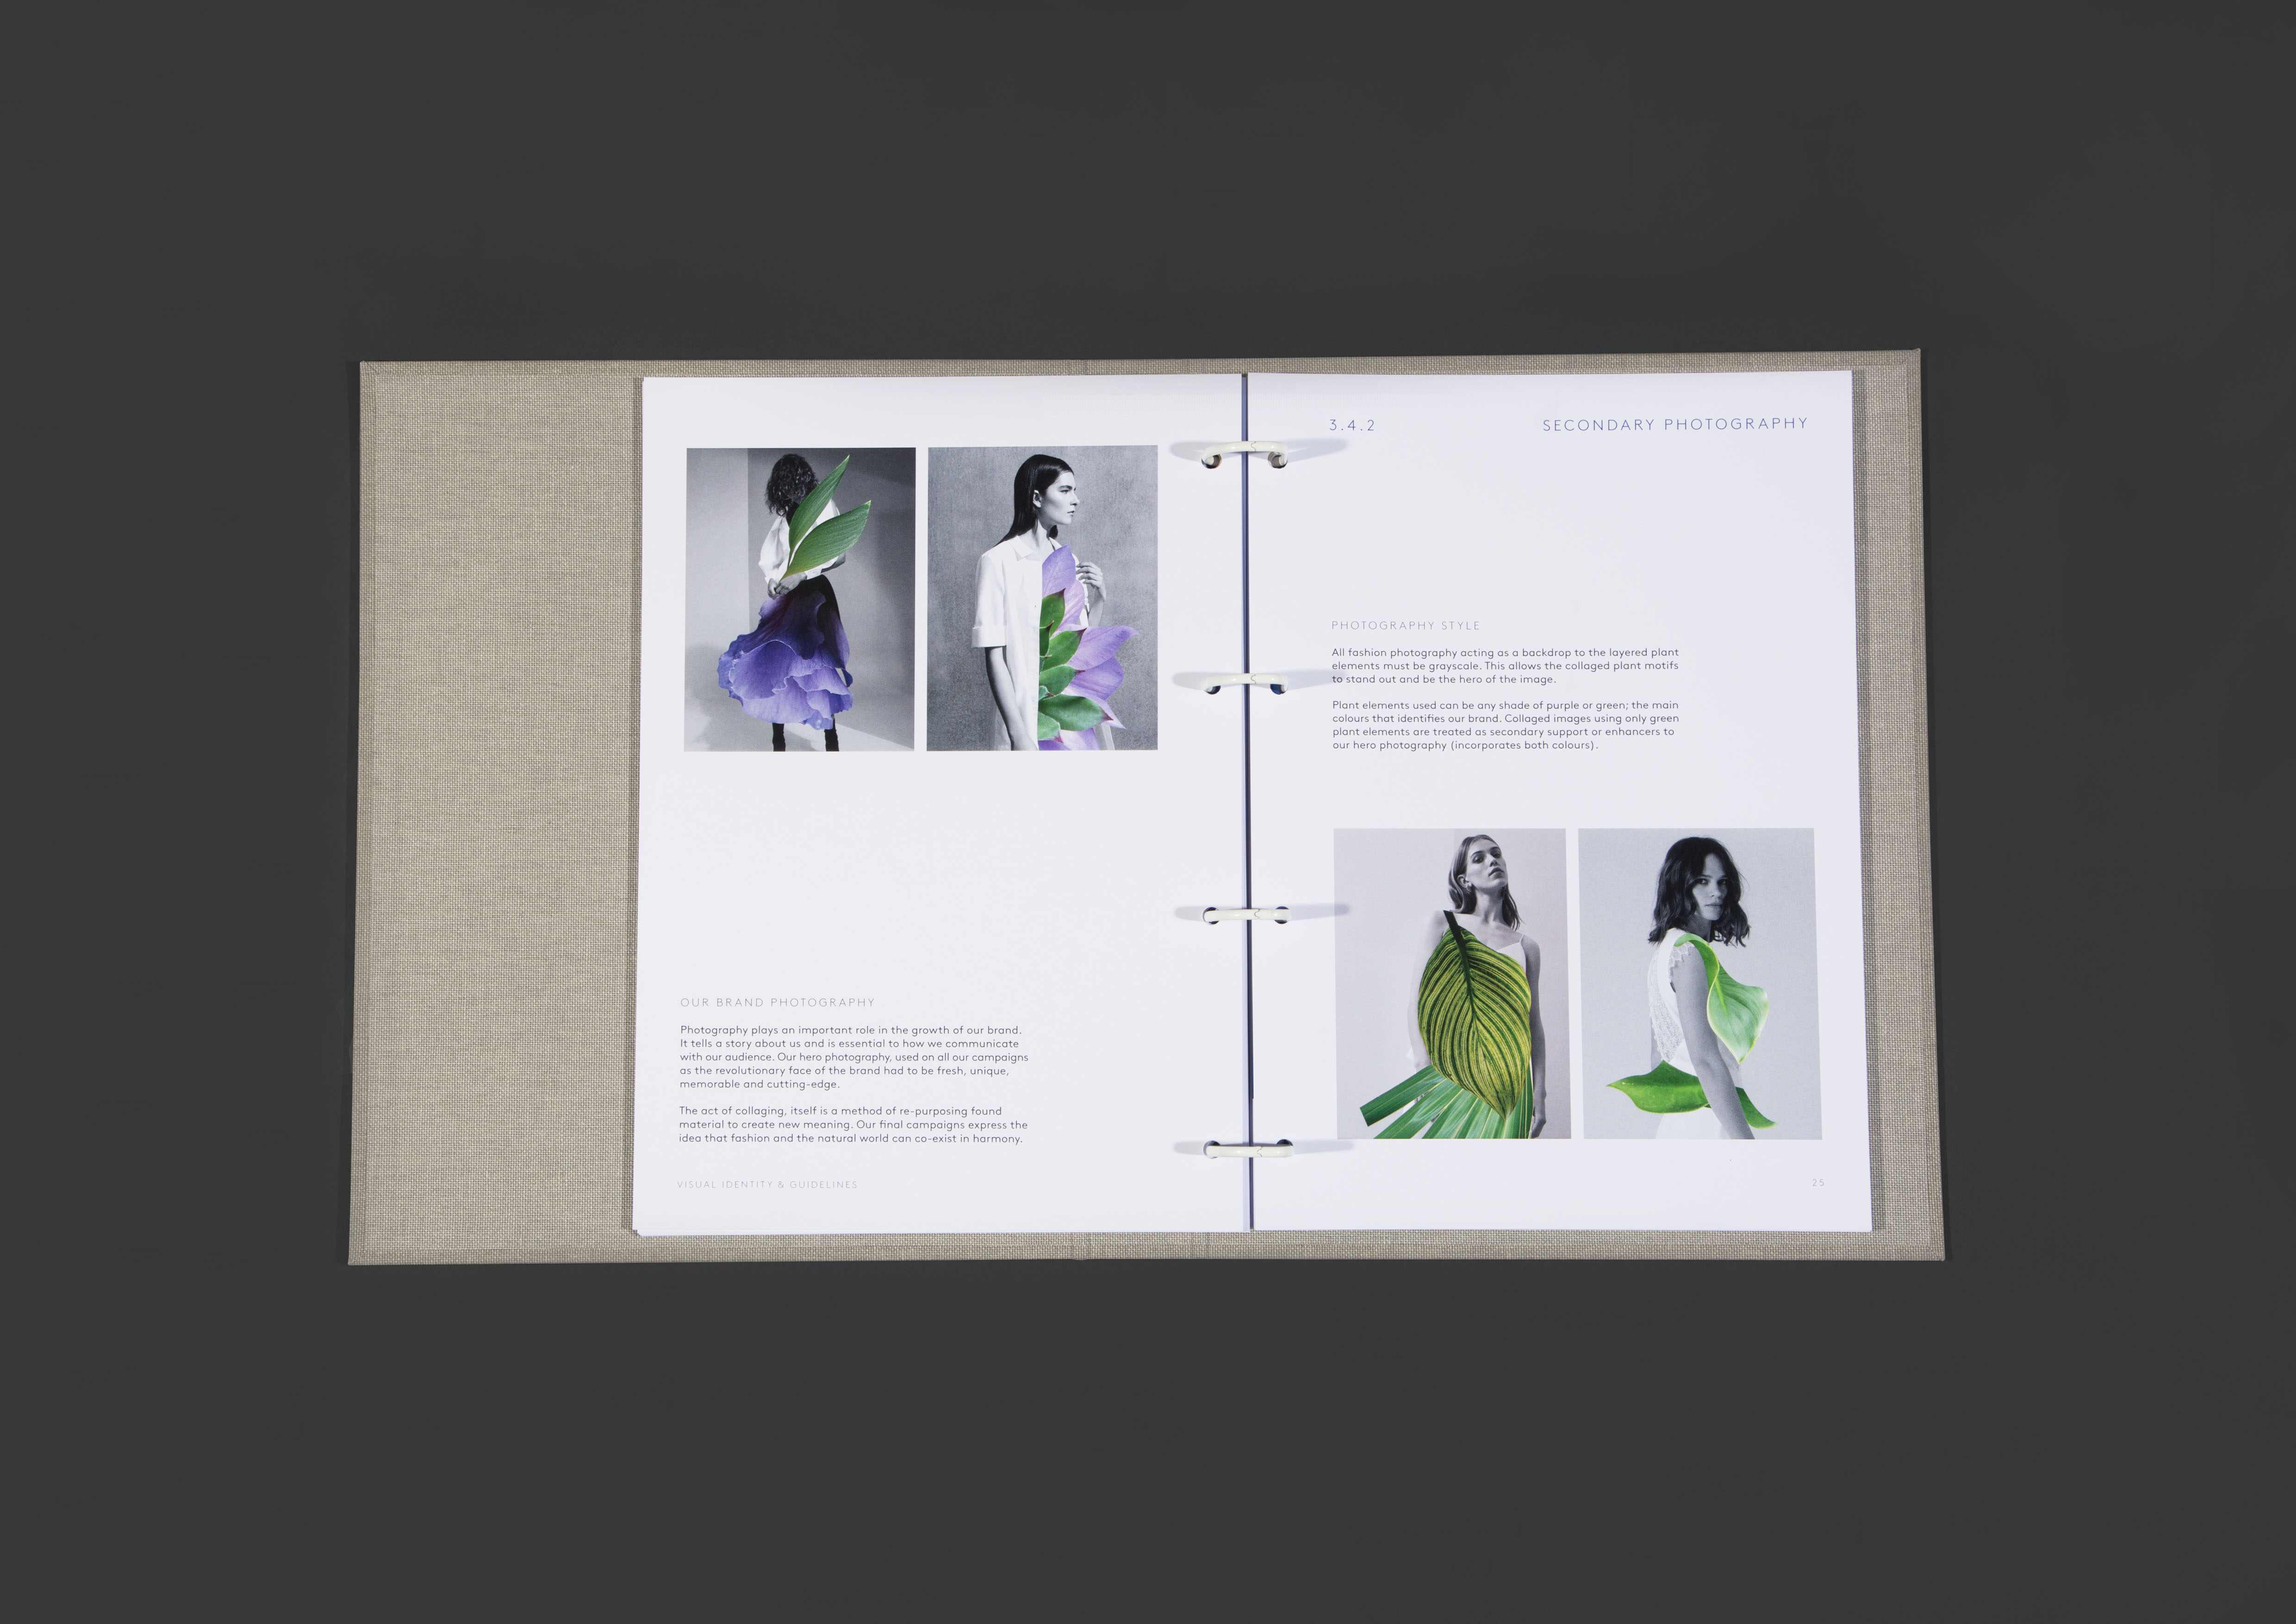 OUR BRAND PHOTOGRAPHY
Photography plays an important role in the growth of our brand.
It tells a story about us and is essential to how we communicate
with our audience. Our hero photography, used on all our campaigns
as the revolutionary face of the brand had to be fresh, unique,
memorable and cutting-edge.
The act of collaging, itself is a method of re-purposing found
material to create new meaning. Our final campaigns express the
idea that fashion and the natural world can co-exist in harmony.
VISUAL IDENTITY & GUIDELINES
3.4.2
SECONDARY PHOTOGRAPHY
PHOTOGRAPHY STYLE
All fashion photography acting as a backdrop to the layered plant
elements must be grayscale. This allows the collaged plant motifs
to stand out and be the hero of the image.
Plant elements used can be any shade of purple or green; the main
colours that identifies our brand. Collaged images using only green
plant elements are treated as secondary support or enhancers to
our hero photography (incorporates both colours).
25